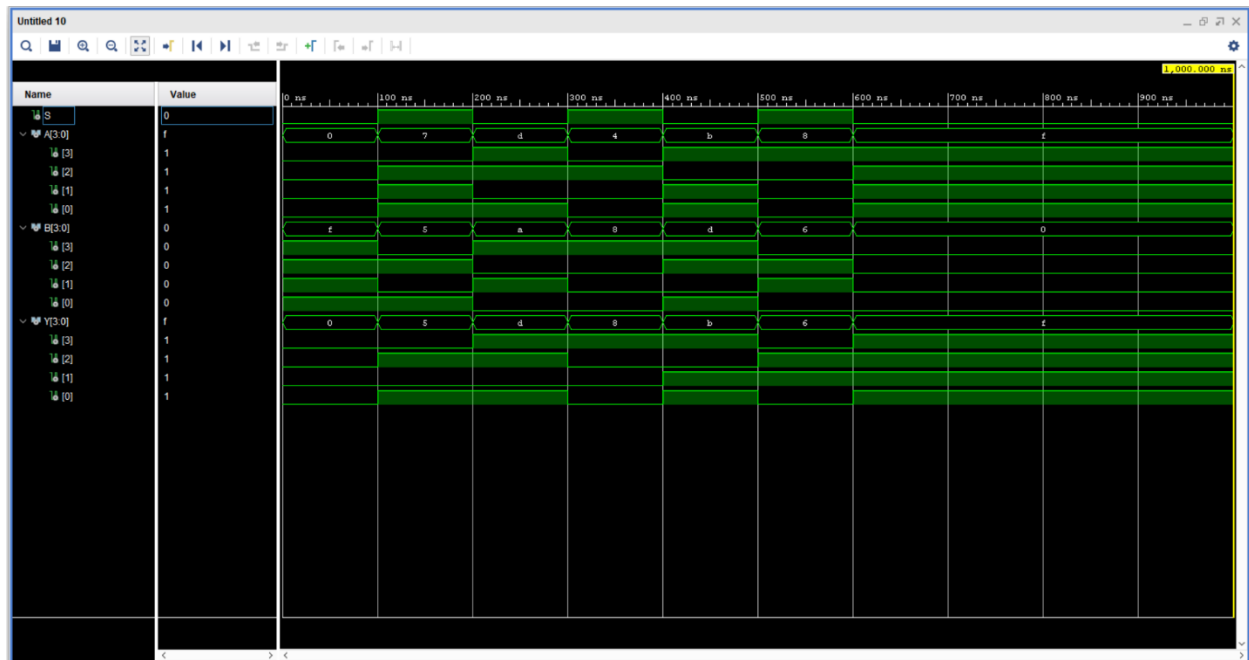 Untitled 10
1,000.000 ns
Name Value
0 ns 100 ns 200 ns 300 ns 400 ns 500 ns 600 ns 700 ns 800 ns 900 ns
S 0
A[3:0] f 0 7 d 4 b 8 f
[3] 1
[2] 1
[1] 1
[0] 1
B[3:0] 0 f 5 a 8 d 6 0
[3] 0
[2] 0
[1] 0
[0] 0
Y[3:0] f 0 5 d 8 b 6 f
[3] 1
[2] 1
[1] 1
[0] 1